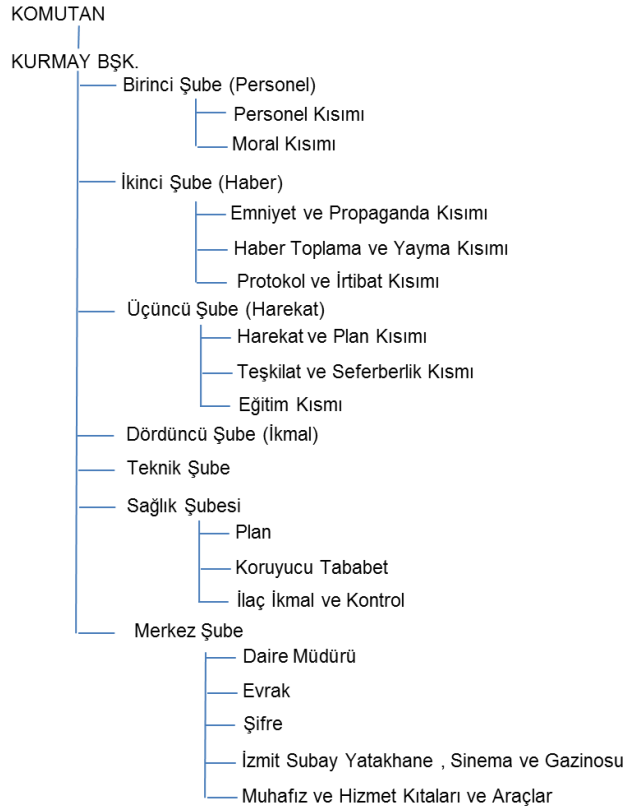 KOMUTAN
KURMAY BŞK.
Birinci Şube (Personel)
Personel Kısımı
Moral Kısımı
İkinci Şube (Haber)
Emniyet ve Propaganda Kısımı
Haber Toplama ve Yayma Kısımı
Protokol ve İrtibat Kısımı
Üçüncü Şube (Harekat)
Harekat ve Plan Kısımı
Teşkilat ve Seferberlik Kısmı
Eğitim Kısmı
Dördüncü Şube (İkmal)
Teknik Şube
Sağlık Şubesi
Plan
Koruyucu Tababet
İlaç İkmal ve Kontrol
Merkez Şube
Daire Müdürü
Evrak
Şifre
İzmit Subay Yatakhane , Sinema ve Gazinosu
Muhafız ve Hizmet Kıtaları ve Araçlar